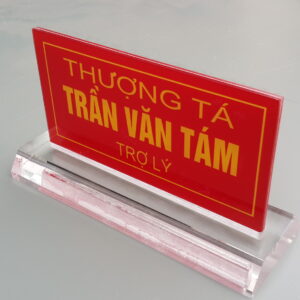 THƯỢNG TÁ
TRẦN VĂN TÁM
TRỢ LÝ